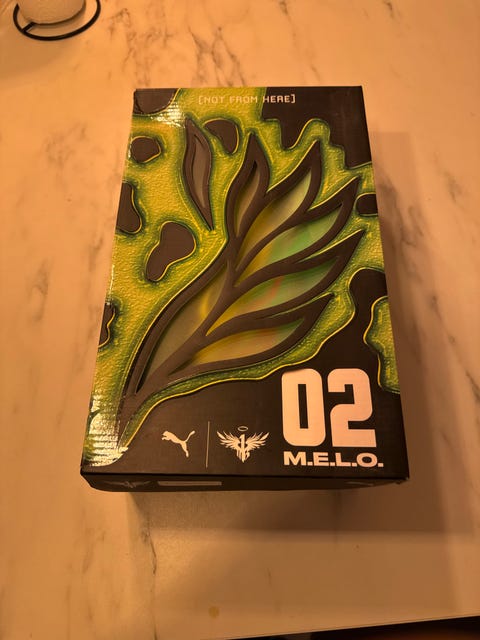 [NOT FROM HERE]
02
M.E.L.O.